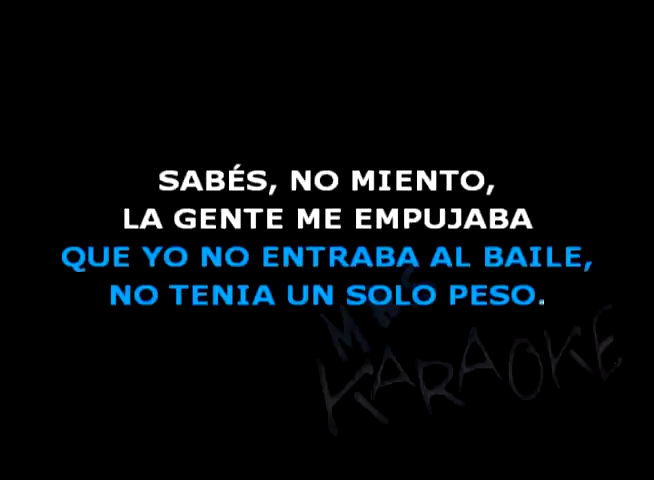 SABÉS, NO MIENTO,
LA GENTE ME EMPUJABA
QUE YO NO ENTRABA AL BAILE,
NO TENIA UN SOLO PESO.
KARAOKE